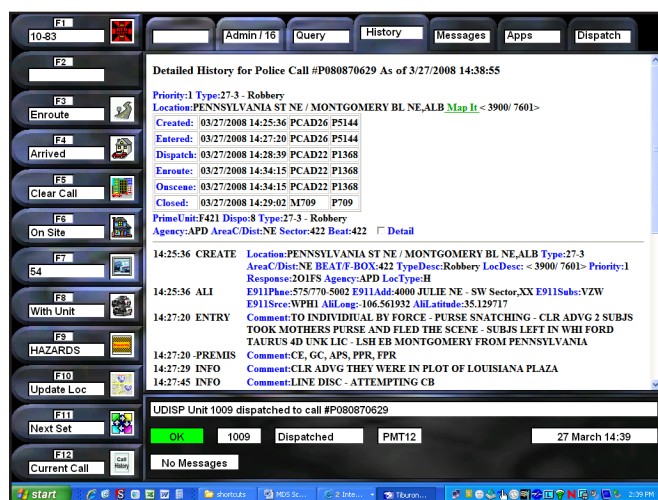 F1
10-83
F2
F3
Enroute
F4
Arrived
F5
Clear Call
F6
On Site
F7
54
F8
With Unit
F9
HAZARDS
F10
Update Loc
F11
Next Set
F12
Current Call
Call
History
Admin / 16
Query
History
Messages
Apps
Dispatch
Detailed History for Police Call #P080870629 As of 3/27/2008 14:38:55
Priority:1 Type:27-3 - Robbery
Location:PENNSYLVANIA ST NE / MONTGOMERY BL NE,ALB Map It < 3900/ 7601>
Created: 03/27/2008 14:25:36 PCAD26 P5144
Entered: 03/27/2008 14:27:20 PCAD26 P5144
Dispatch: 03/27/2008 14:28:39 PCAD22 P1368
Enroute: 03/27/2008 14:34:15 PCAD22 P1368
Onscene: 03/27/2008 14:34:15 PCAD22 P1368
Closed: 03/27/2008 14:29:02 M709 P709
PrimeUnit:F421 Dispo:8 Type:27-3 - Robbery
Agency:APD AreaC/Dist:NE Sector:422 Beat:422 Detail
14:25:36 CREATE Location:PENNSYLVANIA ST NE / MONTGOMERY BL NE,ALB Type:27-3
AreaC/Dist:NE BEAT/F-BOX:422 TypeDesc:Robbery LocDesc: < 3900/ 7601> Priority:1
Response:2O1FS Agency:APD LocType:H
14:25:36 ALI E911Phne:575/770-5002 E911Add:4000 JULIE NE - SW Sector,XX E911Subs:VZW
E911Srce:WPH1 AliLong:-106.561932 AliLatitude:35.129717
14:27:20 ENTRY Comment:TO INDIVIDIUAL BY FORCE - PURSE SNATCHING - CLR ADVG 2 SUBJS
TOOK MOTHERS PURSE AND FLED THE SCENE - SUBJS LEFT IN WHI FORD
TAURUS 4D UNK LIC - LSH EB MONTGOMERY FROM PENNSYLVANIA
14:27:20 -PREMIS Comment:CE, GC, APS, PPR, FPR
14:27:29 INFO Comment:CLR ADVG THEY WERE IN PLOT OF LOUISIANA PLAZA
14:27:45 INFO Comment:LINE DISC - ATTEMPTING CB
UDISP Unit 1009 dispatched to call #P080870629
OK 1009 Dispatched PMT12 27 March 14:39
No Messages
start shortcuts MDS Sc... 2 Inte... Tiburon... 2:39 PM